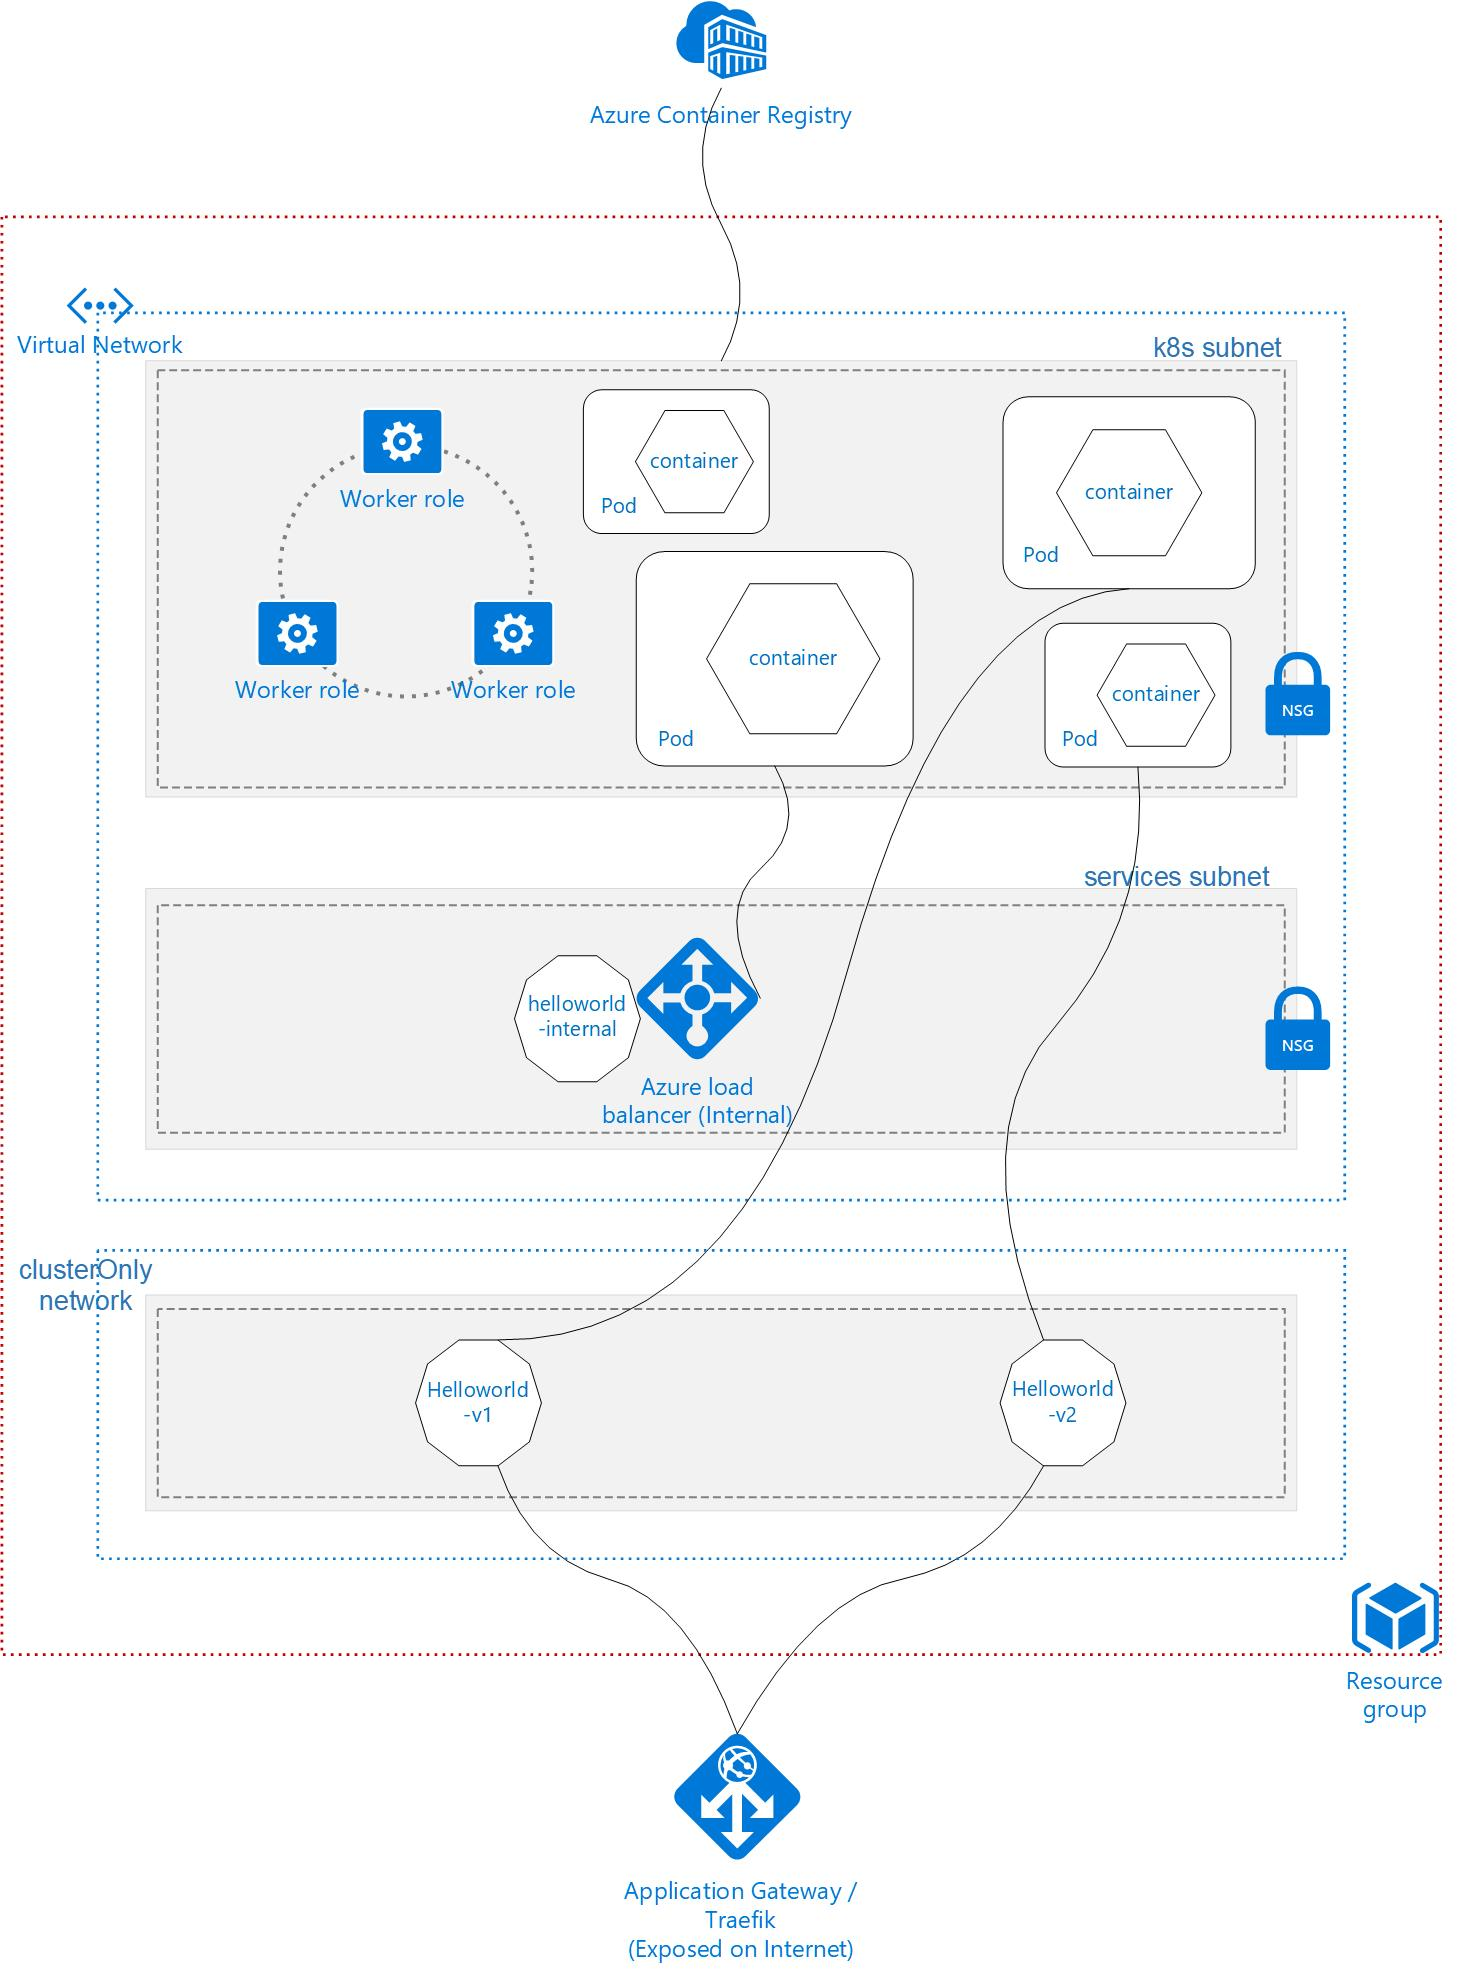 Azure Container Registry
Virtual Network
k8s subnet
Worker role
Worker role
Worker role
container
Pod
container
Pod
container
Pod
container
Pod
NSG
services subnet
helloworld
-internal
Azure load
balancer (Internal)
NSG
clusterOnly
network
Helloworld
-v1
Helloworld
-v2
Resource
group
Application Gateway /
Traefik
(Exposed on Internet)